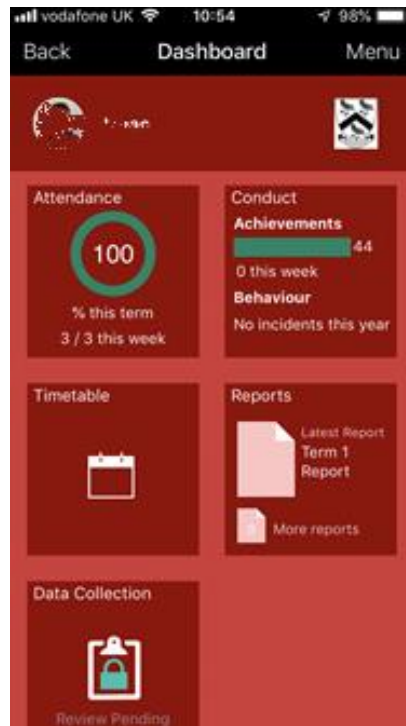 vodafone UK 10:54 98%
Back Dashboard Menu
Attendance
100
% this term
3 / 3 this week
Conduct
Achievements
44
0 this week
Behaviour
No incidents this year
Timetable
Reports
Latest Report
Term 1
Report
More reports
Data Collection
Review Pending